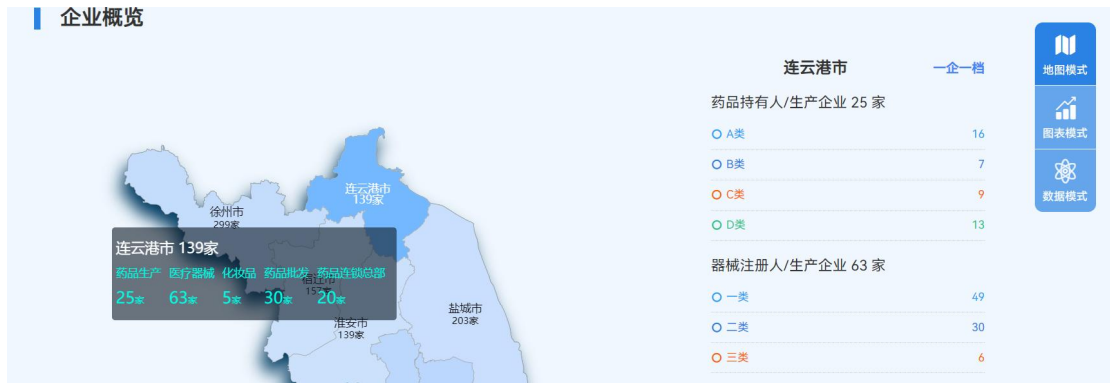 企业概览
连云港市
一企一档
药品持有人/生产企业 25 家
A类 16
B类 7
C类 9
D类 13
器械注册人/生产企业 63 家
一类 49
二类 30
三类 6
地图模式
图表模式
数据模式
连云港市
139家
徐州市
299家
连云港市 139家
药品生产 医疗器械 化妆品 药品批发 药品连锁总部
25家 63家 5家 30家 20家
宿迁市
157家
淮安市
139家
盐城市
203家